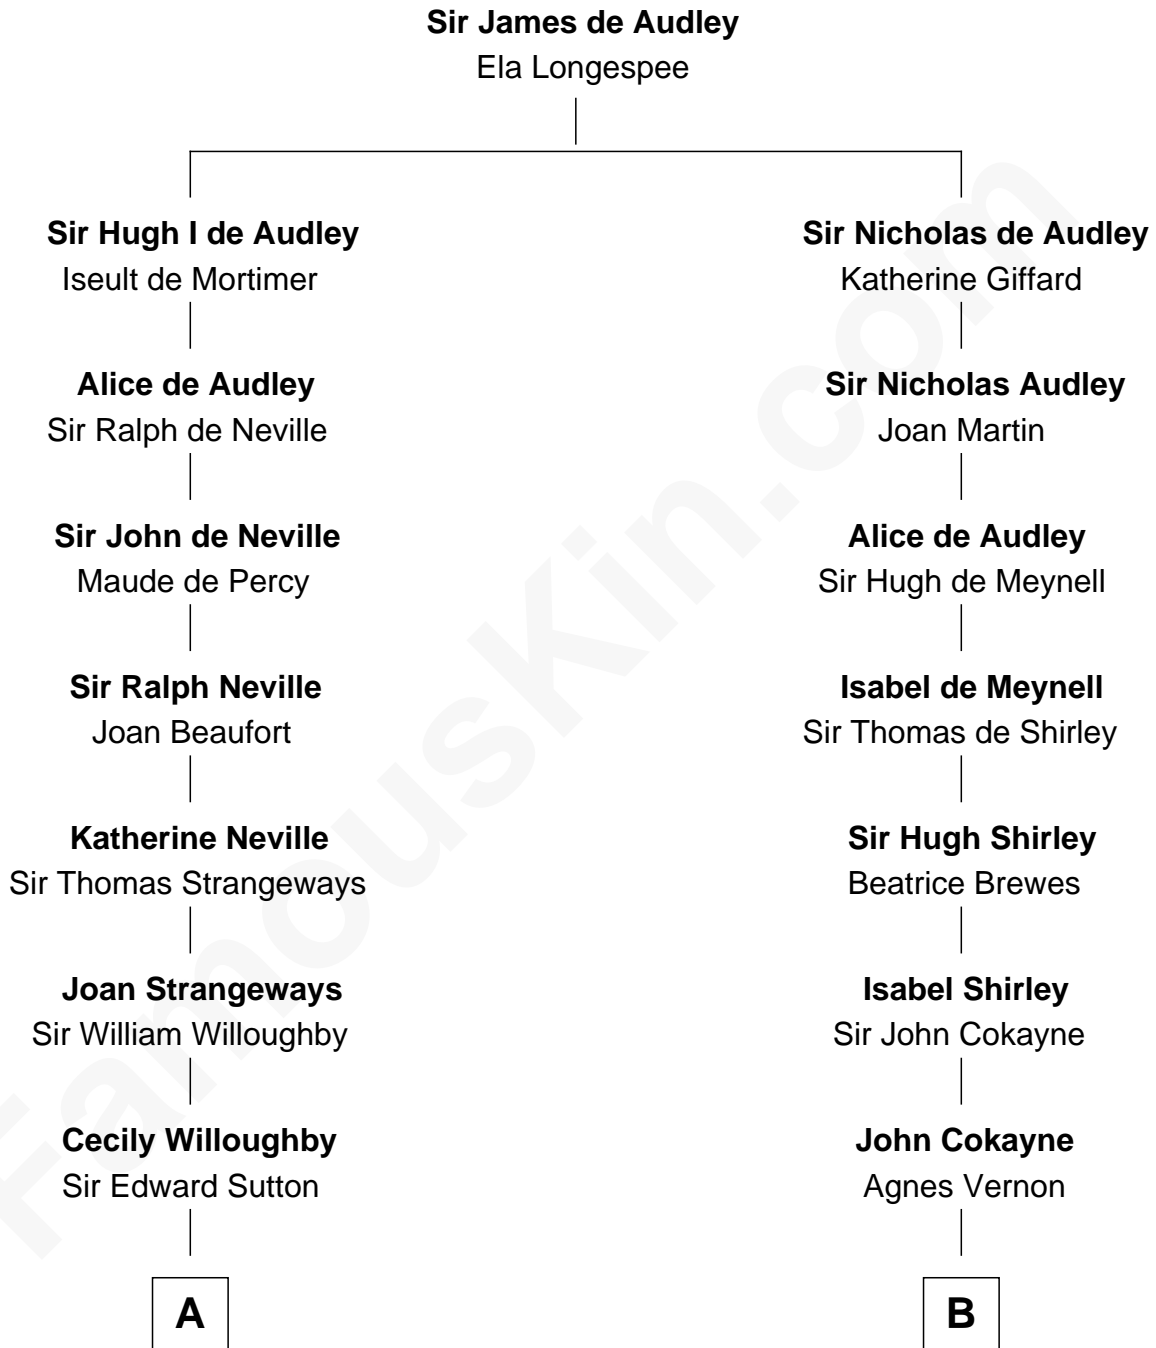 Sir James de Audley
Ela Longespee
Sir Hugh I de Audley
Iseult de Mortimer
Sir Nicholas de Audley
Katherine Giffard
Alice de Audley
Sir Ralph de Neville
Sir Nicholas Audley
Joan Martin
Sir John de Neville
Maude de Percy
Alice de Audley
Sir Hugh de Meynell
Sir Ralph Neville
Joan Beaufort
Isabel de Meynell
Sir Thomas de Shirley
Katherine Neville
Sir Thomas Strangeways
Sir Hugh Shirley
Beatrice Brewes
Joan Strangeways
Sir William Willoughby
Isabel Shirley
Sir John Cokayne
Cecily Willoughby
Sir Edward Sutton
John Cokayne
Agnes Vernon
A
B
FamousKin.com